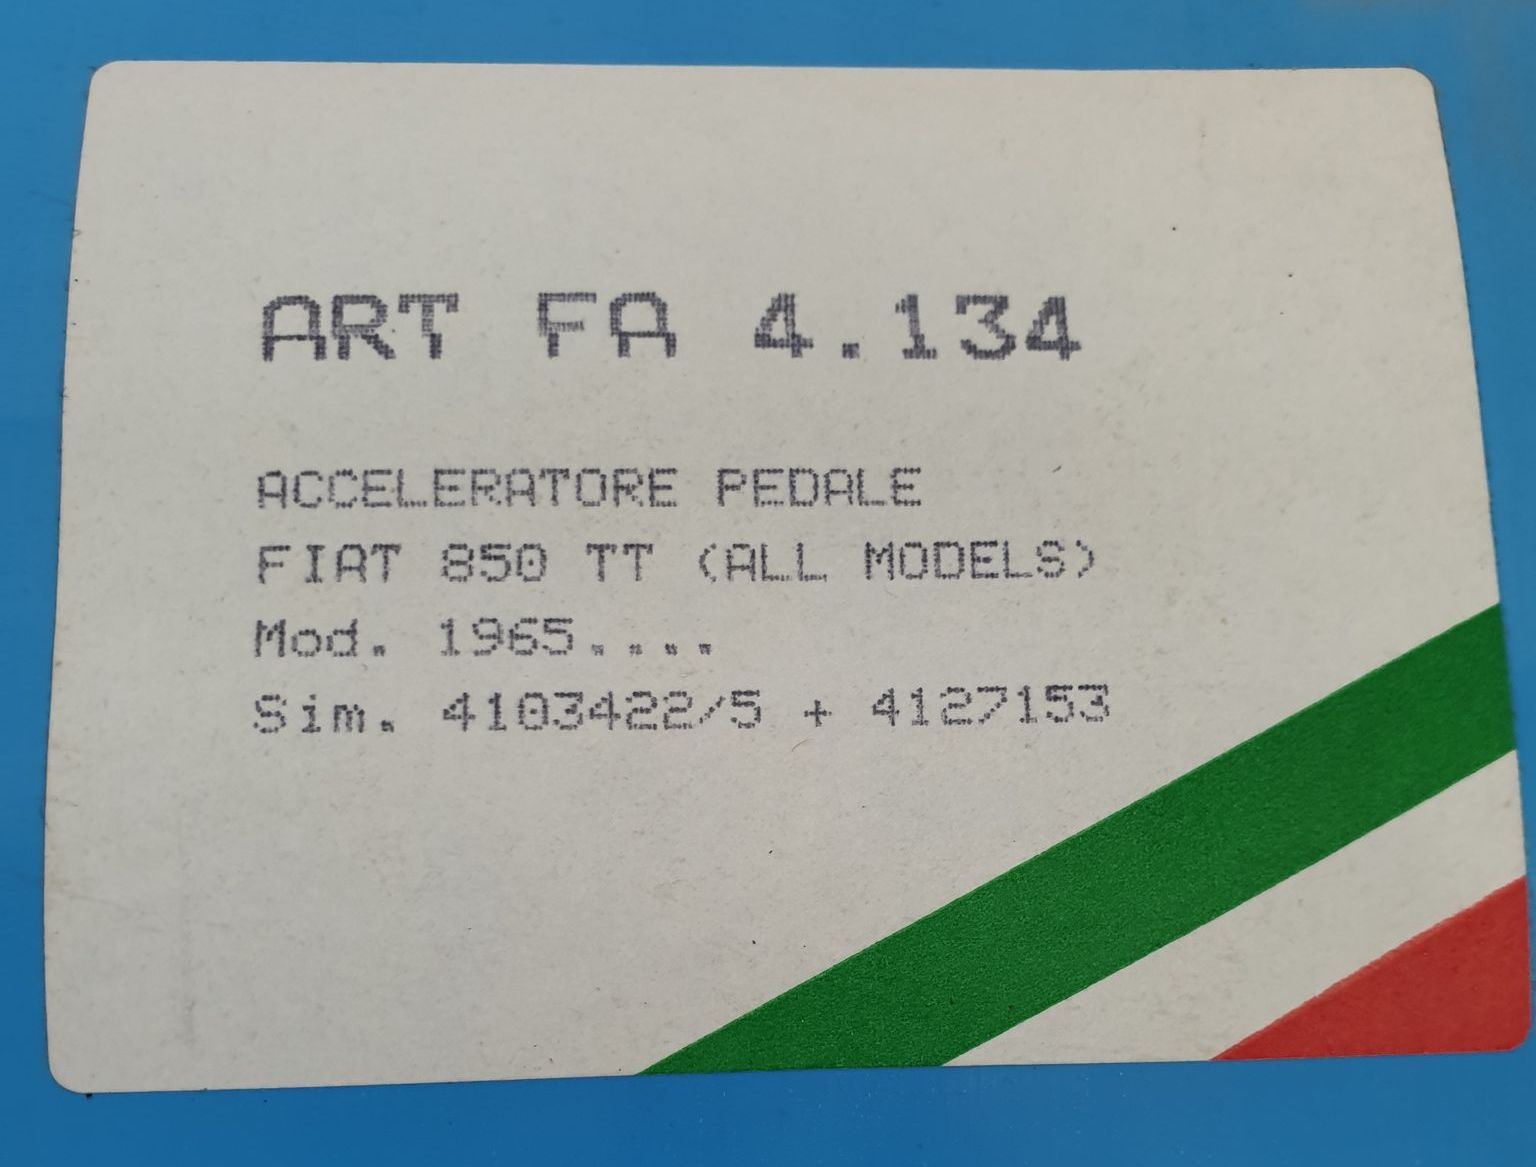 ART FA 4.134
ACCELERATORE PEDALE
FIAT 850 TT (ALL MODELS)
Mod. 1965....
Sim. 4103422/5 + 4127153